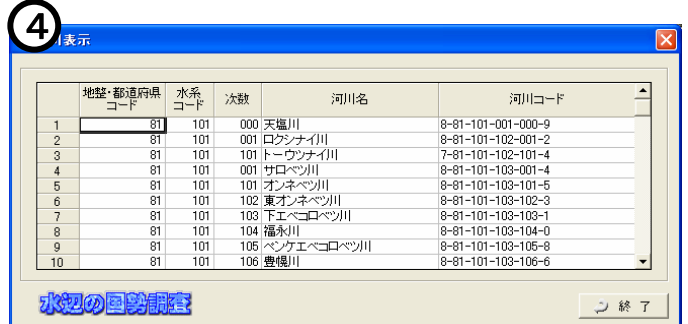 ④
表示
地整・都道府県コード 水系コード 次数 河川名 河川コード
1 81 101 000 天塩川 8-81-101-001-000-9
2 81 101 001 ロクシナイ川 8-81-101-102-001-2
3 81 101 101 トーウツナイ川 7-81-101-102-101-4
4 81 101 001 サロベツ川 8-81-101-103-001-4
5 81 101 101 オンネベツ川 8-81-101-103-101-5
6 81 101 102 東オンネベツ川 8-81-101-103-102-3
7 81 101 103 下エベコロベツ川 8-81-101-103-103-1
8 81 101 104 福永川 8-81-101-103-104-0
9 81 101 105 ペンケエベコロベツ川 8-81-101-103-105-8
10 81 101 106 豊幌川 8-81-101-103-106-6
水辺の国勢調査 終了